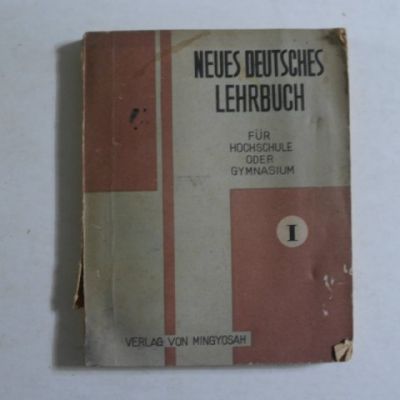 NEUES DEUTSCHES
LEHRBUCH
FÜR
HOCHSCHULE
ODER
GYMNASIUM
I
VERLAG VON MINGYOSAH